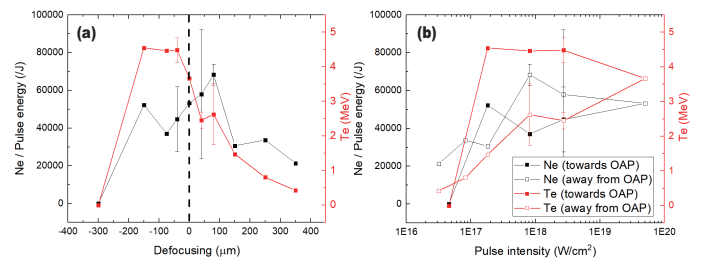 (a)
100000
80000
60000
40000
20000
0
Ne / Pulse energy (/J)
6
5
4
3
2
1
0
Te (MeV)
-400 -300 -200 -100 0 100 200 300 400
Defocusing (μm)
(b)
100000
80000
60000
40000
20000
0
Ne / Pulse energy (/J)
6
5
4
3
2
1
0
Te (MeV)
Ne (towards OAP)
Ne (away from OAP)
Te (towards OAP)
Te (away from OAP)
1E16 1E17 1E18 1E19 1E20
Pulse intensity (W/cm²)